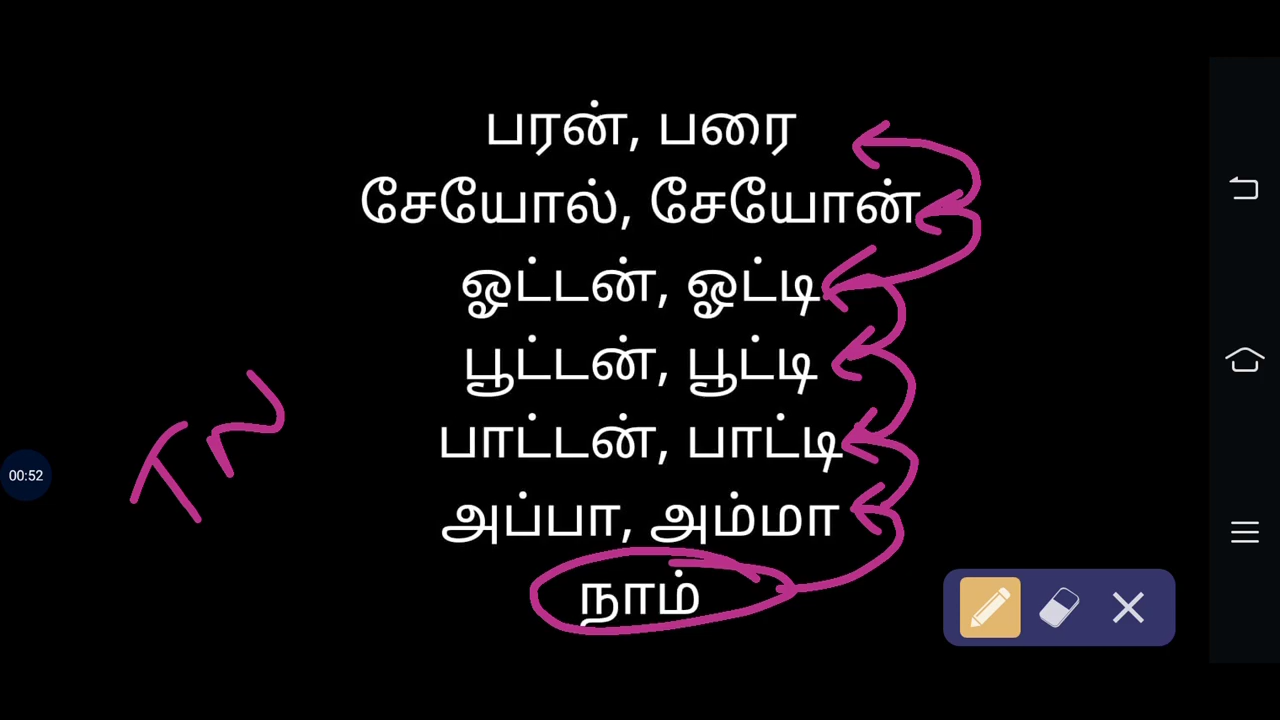 பரன், பரை
சேயோல், சேயோன்
ஓட்டன், ஓட்டி
பூட்டன், பூட்டி
பாட்டன், பாட்டி
அப்பா, அம்மா
நாம்
TN
00:52